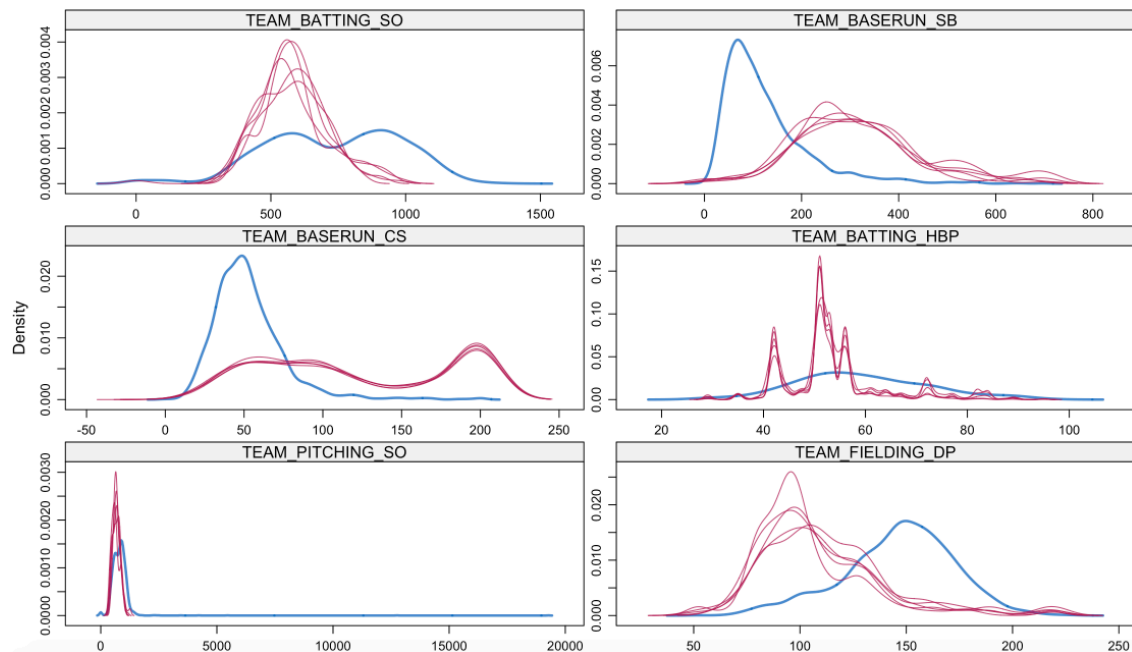 TEAM_BATTING_SO
TEAM_BASERUN_SB
0.000 0.001 0.002 0.003 0.004
0 500 1000 1500
0.000 0.002 0.004 0.006
0 200 400 600 800
TEAM_BASERUN_CS
TEAM_BATTING_HBP
Density
0.000 0.010 0.020
-50 0 50 100 150 200 250
0.00 0.05 0.10 0.15
20 40 60 80 100
TEAM_PITCHING_SO
TEAM_FIELDING_DP
0.0000 0.0010 0.0020 0.0030
0 5000 10000 15000 20000
0.000 0.010 0.020
50 100 150 200 250